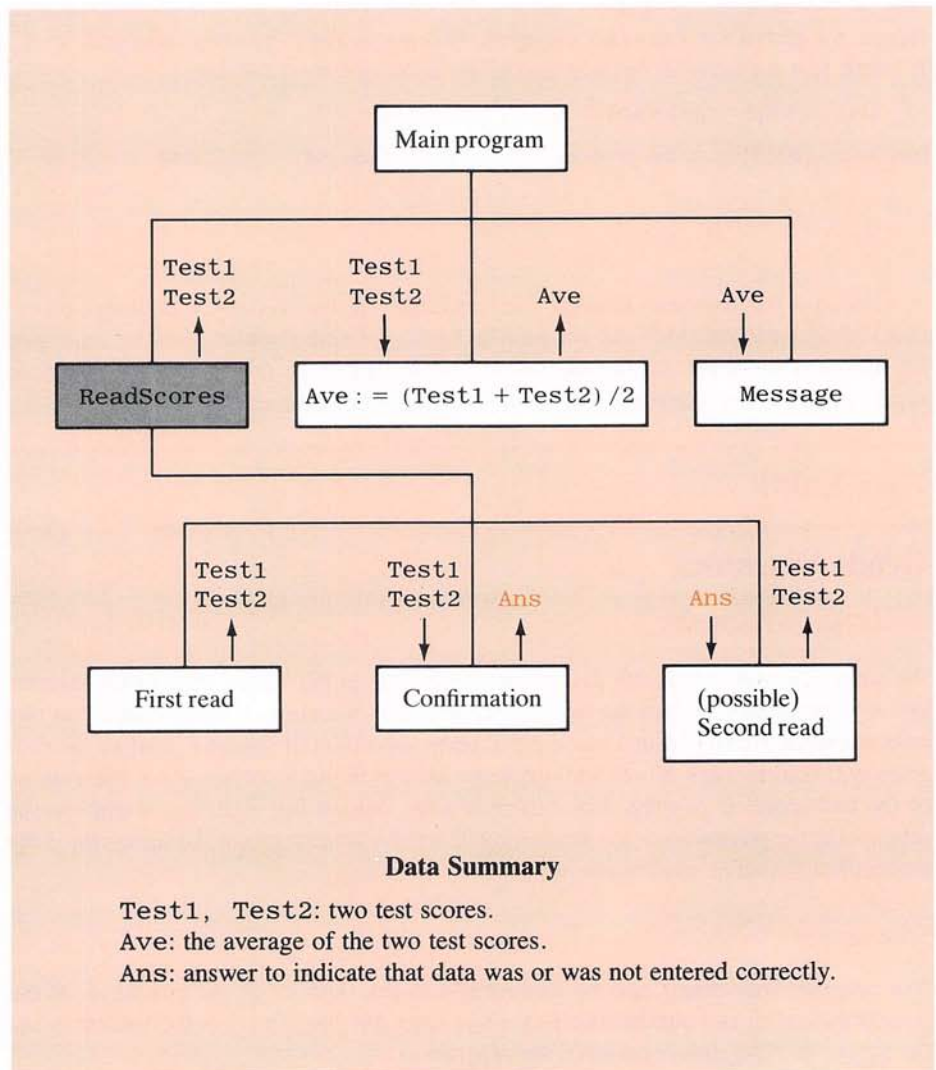 Main program
Test1
Test2
Test1
Test2
Ave
Ave
ReadScores
Ave : = (Test1 + Test2) /2
Message
Test1
Test2
Test1
Test2
Ans
Ans
Test1
Test2
First read
Confirmation
(possible)
Second read
Data Summary
Test1, Test2: two test scores.
Ave: the average of the two test scores.
Ans: answer to indicate that data was or was not entered correctly.